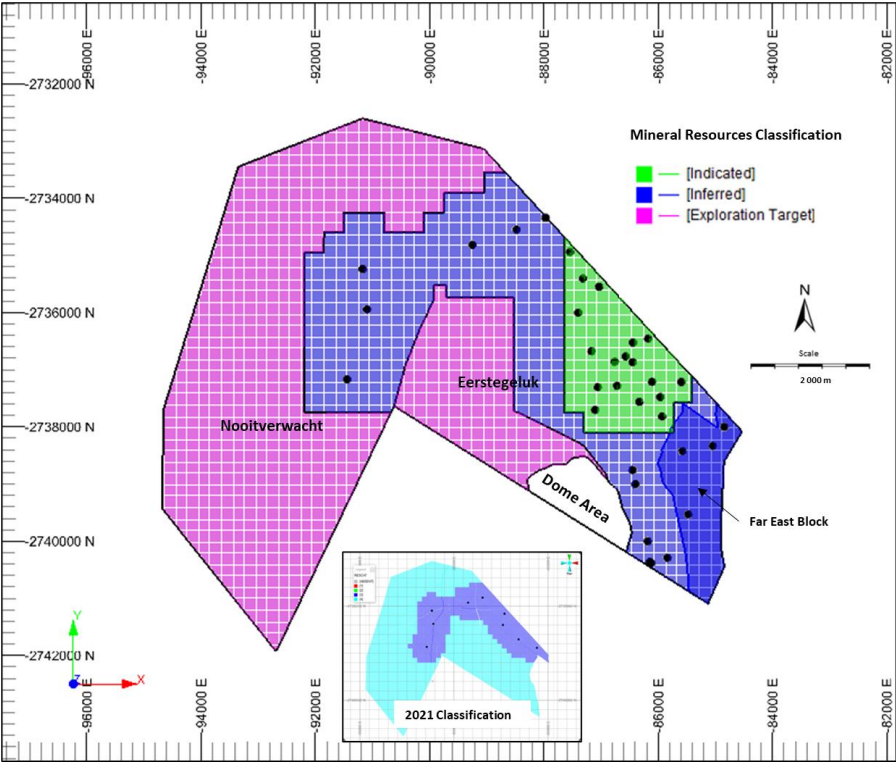 -96000 E
-94000 E
-92000 E
-90000 E
-88000 E
-86000 E
-84000 E
-82000 E
-2732000 N
-2734000 N
-2736000 N
-2738000 N
-2740000 N
-2742000 N
Mineral Resources Classification
[Indicated]
[Inferred]
[Exploration Target]
N
Scale
2 000 m
Eerstegeluk
Nooitverwacht
Dome Area
Far East Block
Y
Z
X
2021 Classification
-96000 E
-94000 E
-92000 E
-86000 E
-84000 E
-82000 E